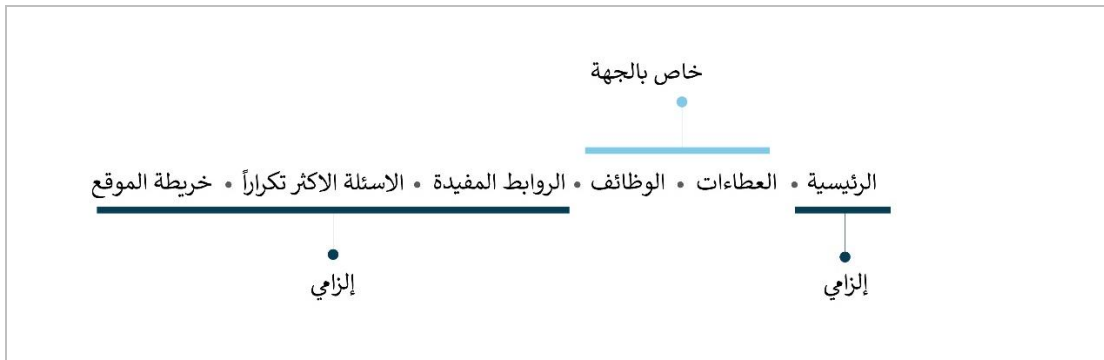 خاص بالجهة
الرئيسية • العطاءات • الوظائف • الروابط المفيدة • الاسئلة الاكثر تكراراً • خريطة الموقع
إلزامي
إلزامي